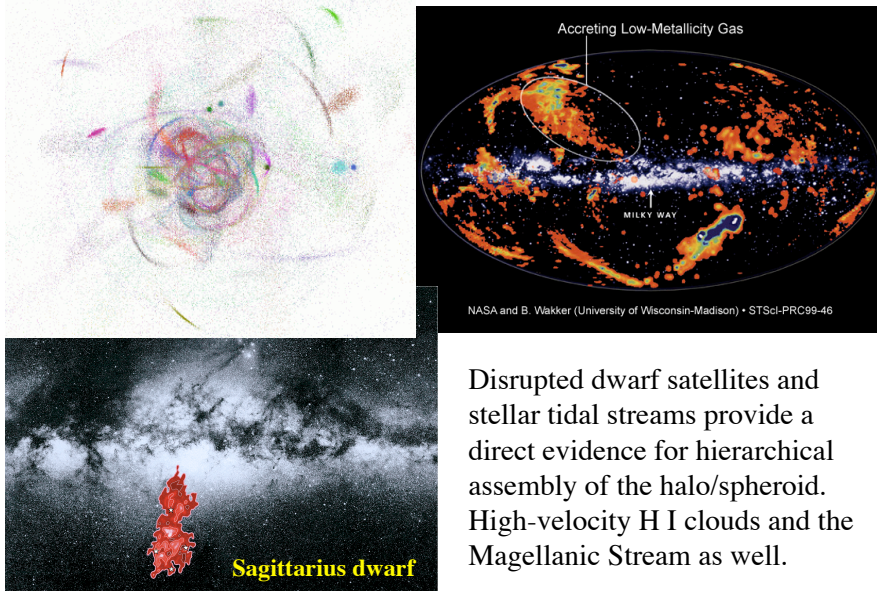 Accreting Low-Metallicity Gas
MILKY WAY
NASA and B. Wakker (University of Wisconsin-Madison) • STScI-PRC99-46
Sagittarius dwarf
Disrupted dwarf satellites and
stellar tidal streams provide a
direct evidence for hierarchical
assembly of the halo/spheroid.
High-velocity H I clouds and the
Magellanic Stream as well.